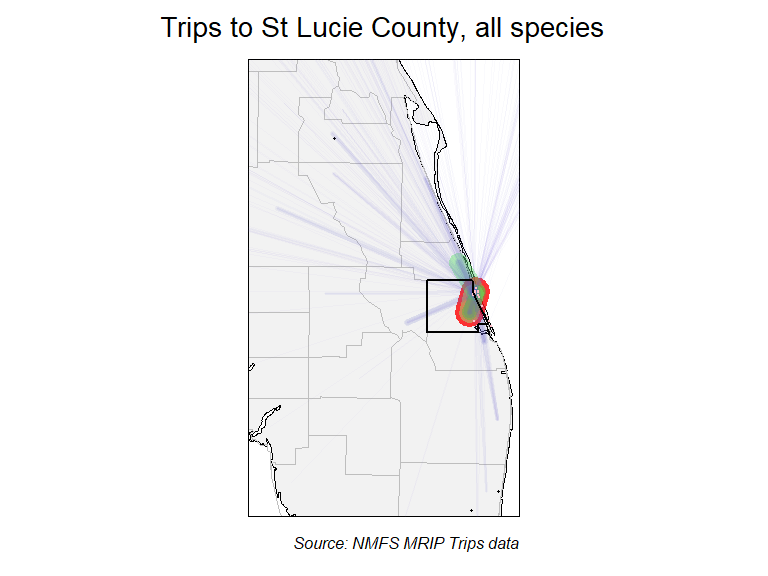 Trips to St Lucie County, all species
Source: NMFS MRIP Trips data